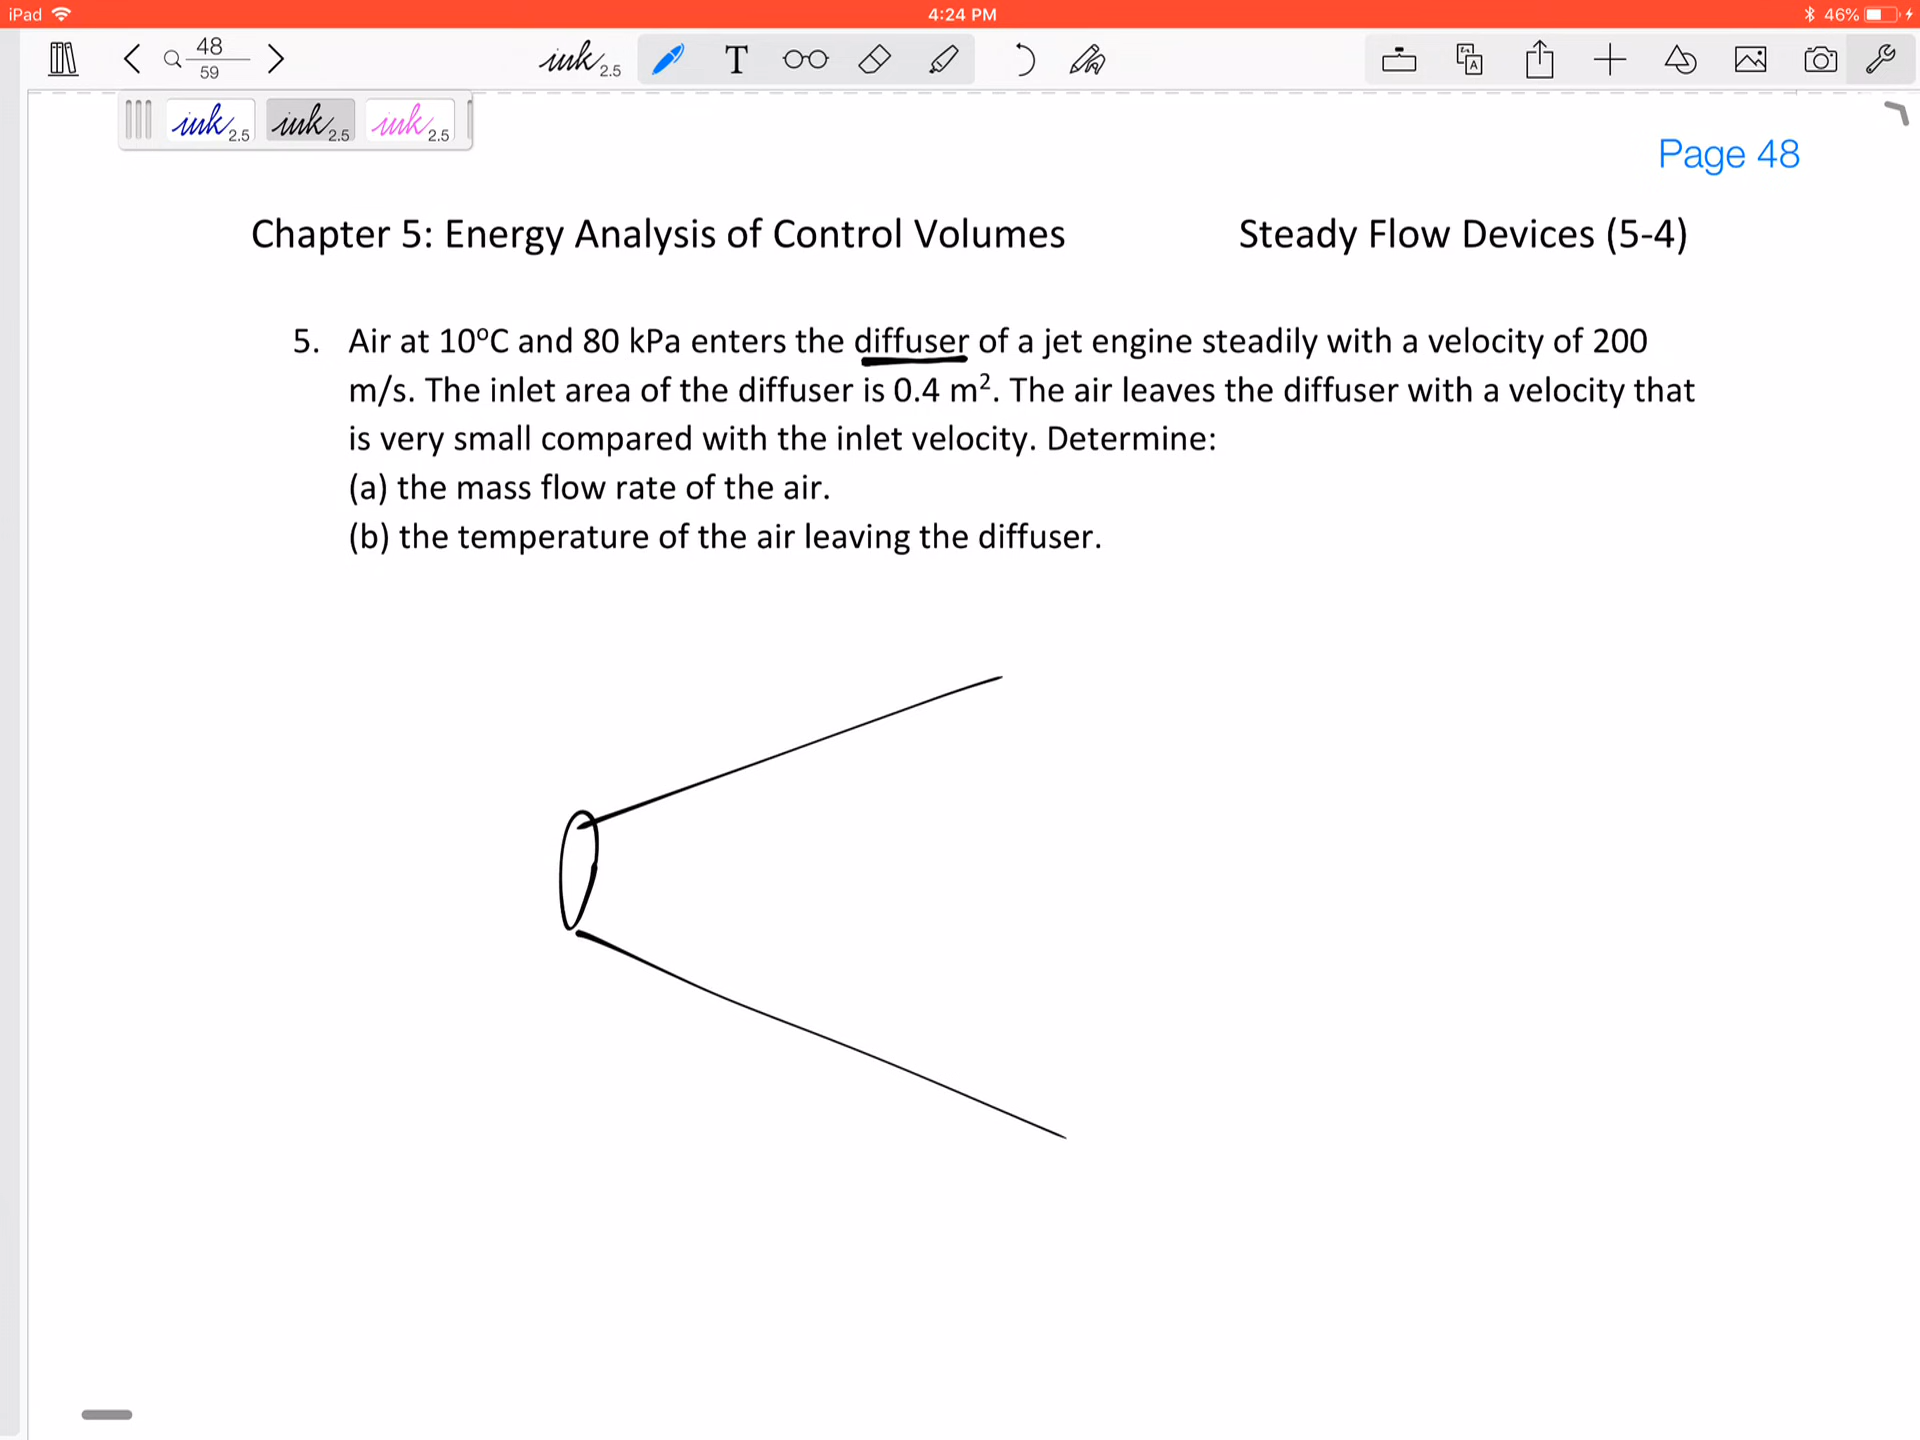 iPad 4:24 PM 46%
48
59
ink 2.5 T
ink 2.5 ink 2.5 ink 2.5
Page 48
Chapter 5: Energy Analysis of Control Volumes Steady Flow Devices (5-4)
5. Air at 10ºC and 80 kPa enters the diffuser of a jet engine steadily with a velocity of 200
m/s. The inlet area of the diffuser is 0.4 m². The air leaves the diffuser with a velocity that
is very small compared with the inlet velocity. Determine:
(a) the mass flow rate of the air.
(b) the temperature of the air leaving the diffuser.